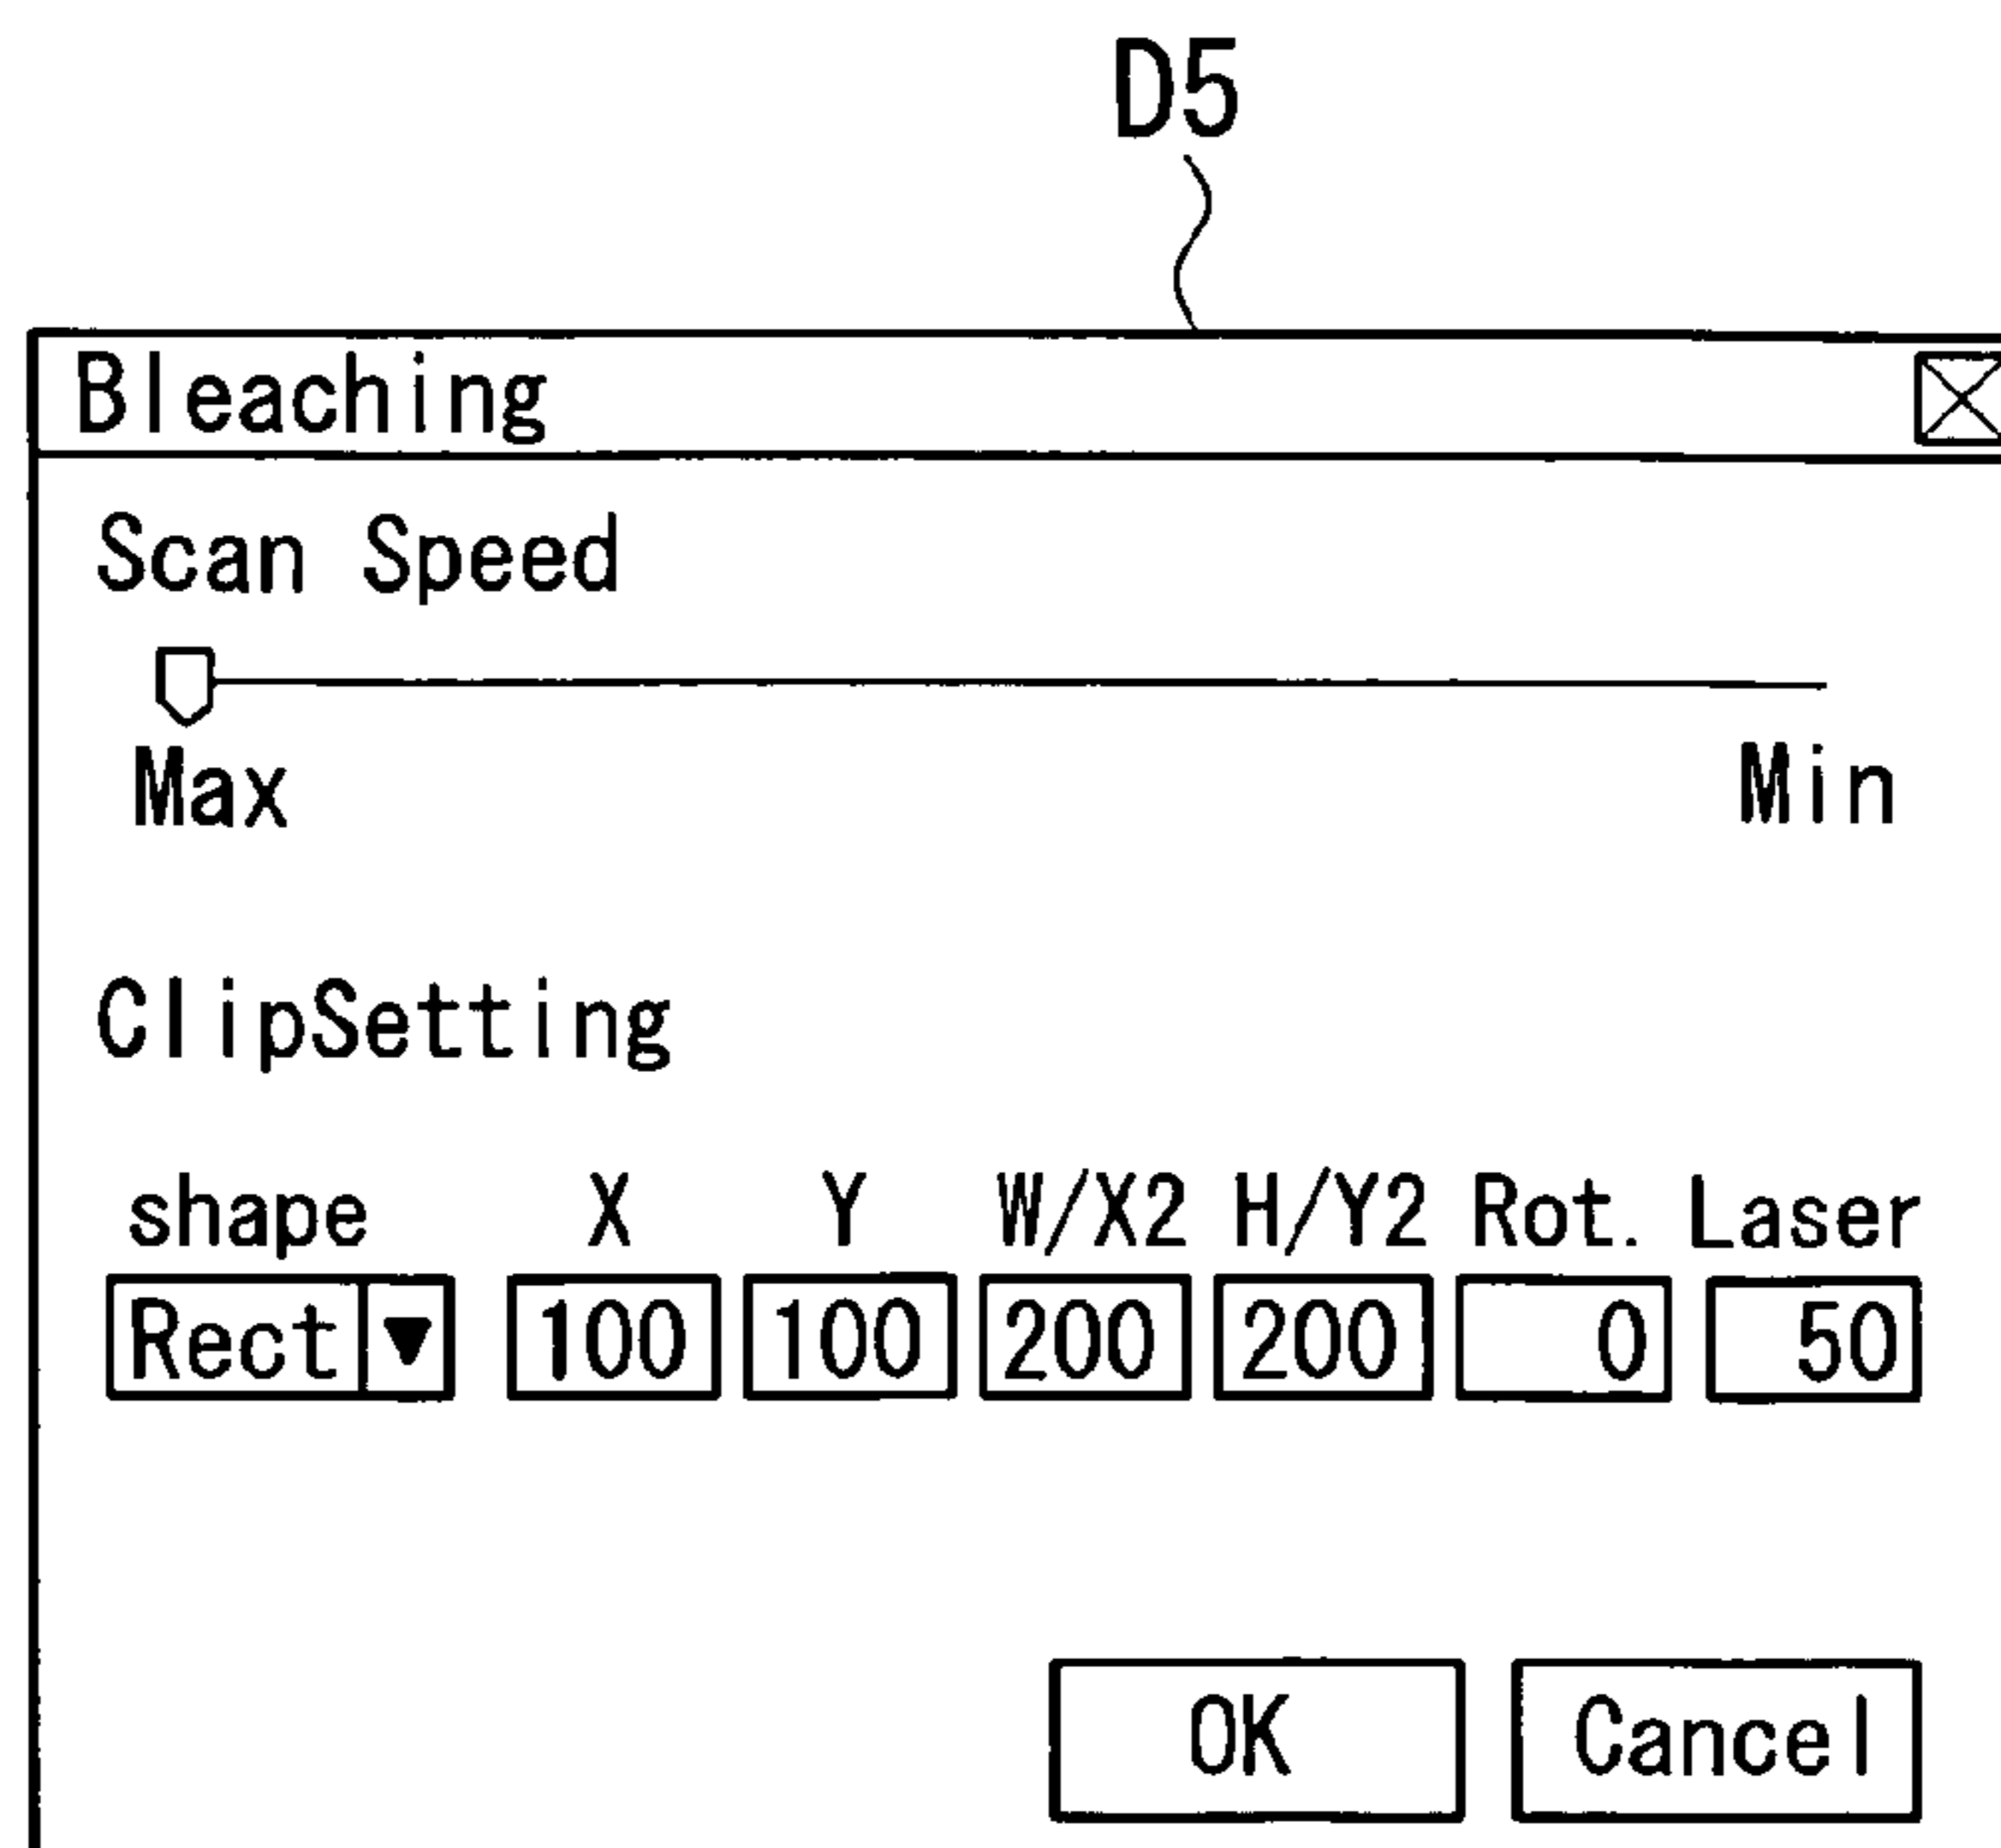 D5
Bleaching
Scan Speed
Max Min
ClipSetting
shape X Y W/X2 H/Y2 Rot. Laser
Rect 100 100 200 200 0 50
OK Cancel